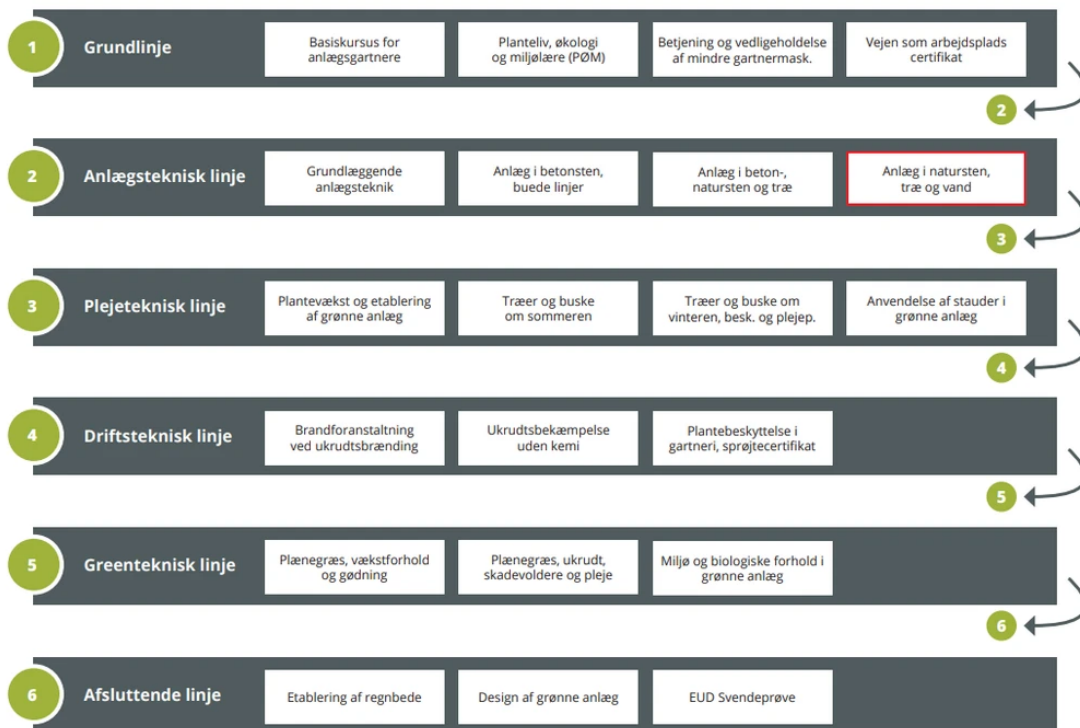 1
Grundlinje
Basiskursus for
anlægsgartnere
Planteliv, økologi
og miljølære (PØM)
Betjening og vedligeholdelse
af mindre gartnermask.
Vejen som arbejdsplads
certifikat
2
2
Anlægsteknisk linje
Grundlæggende
anlægsteknik
Anlæg i betonsten,
buede linjer
Anlæg i beton-,
natursten og træ
Anlæg i natursten,
træ og vand
3
3
Plejeteknisk linje
Plantevækst og etablering
af grønne anlæg
Træer og buske
om sommeren
Træer og buske om
vinteren, besk. og plejep.
Anvendelse af stauder i
grønne anlæg
4
4
Driftsteknisk linje
Brandforanstaltning
ved ukrudtsbrænding
Ukrudtsbekæmpelse
uden kemi
Plantebeskyttelse i
gartneri, sprøjtecertifikat
5
5
Greenteknisk linje
Plænegræs, vækstforhold
og gødning
Plænegræs, ukrudt,
skadevoldere og pleje
Miljø og biologiske forhold i
grønne anlæg
6
6
Afsluttende linje
Etablering af regnbede
Design af grønne anlæg
EUD Svendeprøve